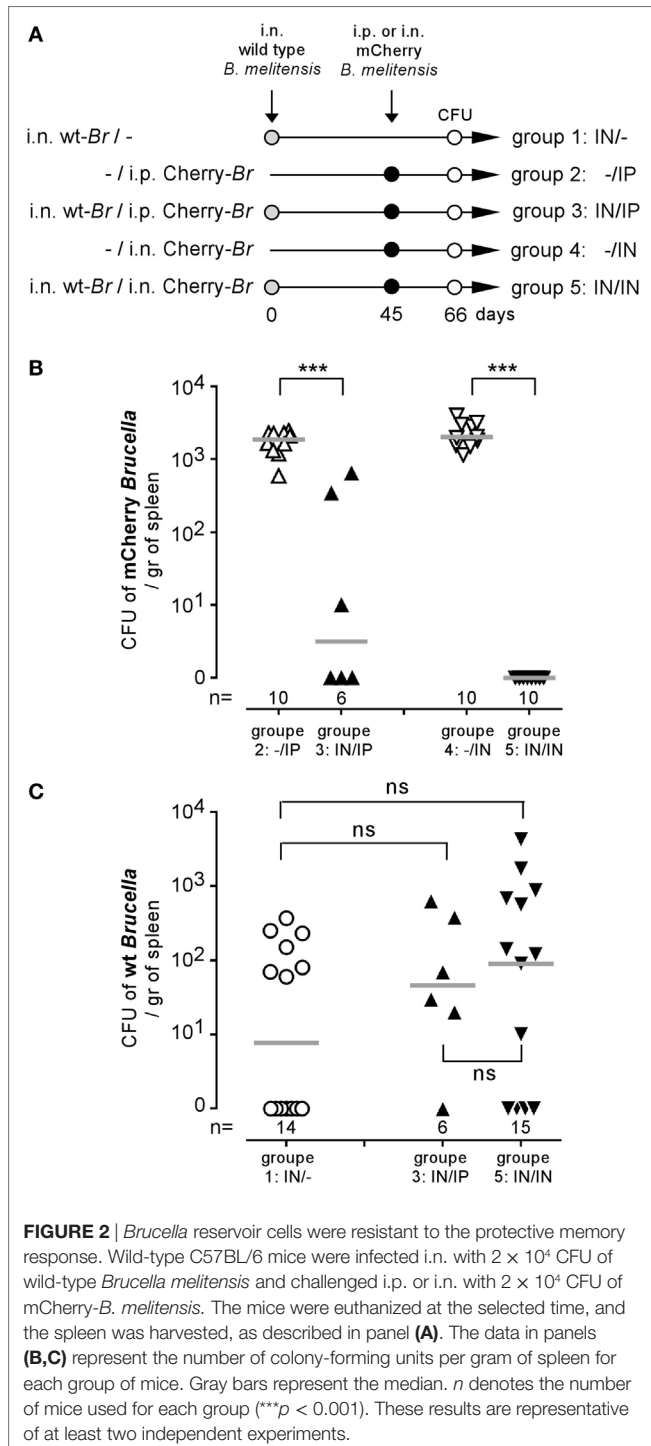 A
i.n.
wild type
B. melitensis
i.p. or i.n.
mCherry
B. melitensis
CFU
i.n. wt-Br / -
group 1: IN/-
- / i.p. Cherry-Br
group 2: -/IP
i.n. wt-Br / i.p. Cherry-Br
group 3: IN/IP
- / i.n. Cherry-Br
group 4: -/IN
i.n. wt-Br / i.n. Cherry-Br
group 5: IN/IN
0 45 66 days
B
*** ***
CFU of mCherry Brucella
/ gr of spleen
10⁴
10³
10²
10¹
0
n= 10 6 10 10
groupe
2: -/IP
groupe
3: IN/IP
groupe
4: -/IN
groupe
5: IN/IN
C
ns
ns
ns
CFU of wt Brucella
/ gr of spleen
10⁴
10³
10²
10¹
0
n= 14 6 15
groupe
1: IN/-
groupe
3: IN/IP
groupe
5: IN/IN
FIGURE 2 | Brucella reservoir cells were resistant to the protective memory
response. Wild-type C57BL/6 mice were infected i.n. with 2 × 10⁴ CFU of
wild-type Brucella melitensis and challenged i.p. or i.n. with 2 × 10⁴ CFU of
mCherry-B. melitensis. The mice were euthanized at the selected time, and
the spleen was harvested, as described in panel (A). The data in panels
(B,C) represent the number of colony-forming units per gram of spleen for
each group of mice. Gray bars represent the median. n denotes the number
of mice used for each group (***p < 0.001). These results are representative
of at least two independent experiments.